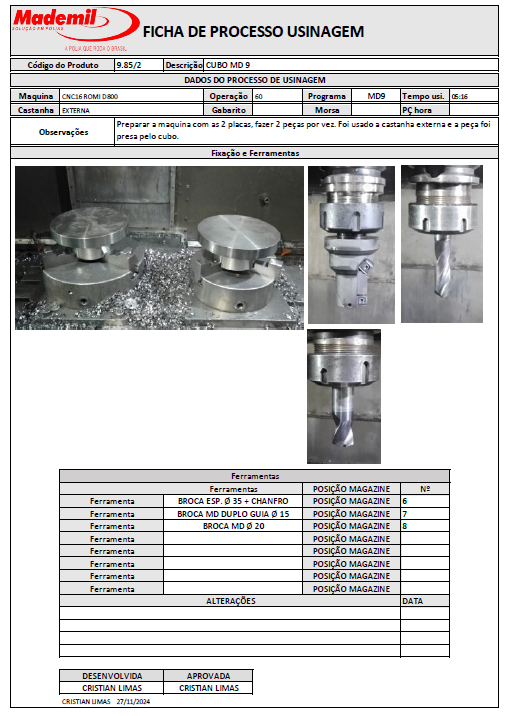 Mademil
SOLUÇÃO EM POLIAS
A POLIA QUE RODA O BRASIL
FICHA DE PROCESSO USINAGEM
Código do Produto 9.85/2 Descrição CUBO MD 9
DADOS DO PROCESSO DE USINAGEM
Maquina CNC16 ROMI D800 Operação 60 Programa MD9 Tempo usi. 05:16
Castanha EXTERNA Gabarito Morsa PÇ hora
Observações Preparar a maquina com as 2 placas, fazer 2 peças por vez. Foi usado a castanha externa e a peça foi
presa pelo cubo.
Fixação e Ferramentas
Ferramentas
Ferramentas POSIÇÃO MAGAZINE Nº
Ferramenta BROCA ESP. Ø 35 + CHANFRO POSIÇÃO MAGAZINE 6
Ferramenta BROCA MD DUPLO GUIA Ø 15 POSIÇÃO MAGAZINE 7
Ferramenta BROCA MD Ø 20 POSIÇÃO MAGAZINE 8
Ferramenta POSIÇÃO MAGAZINE
Ferramenta POSIÇÃO MAGAZINE
Ferramenta POSIÇÃO MAGAZINE
Ferramenta POSIÇÃO MAGAZINE
Ferramenta POSIÇÃO MAGAZINE
ALTERAÇÕES DATA
DESENVOLVIDA APROVADA
CRISTIAN LIMAS CRISTIAN LIMAS
CRISTIAN LIMAS 27/11/2024